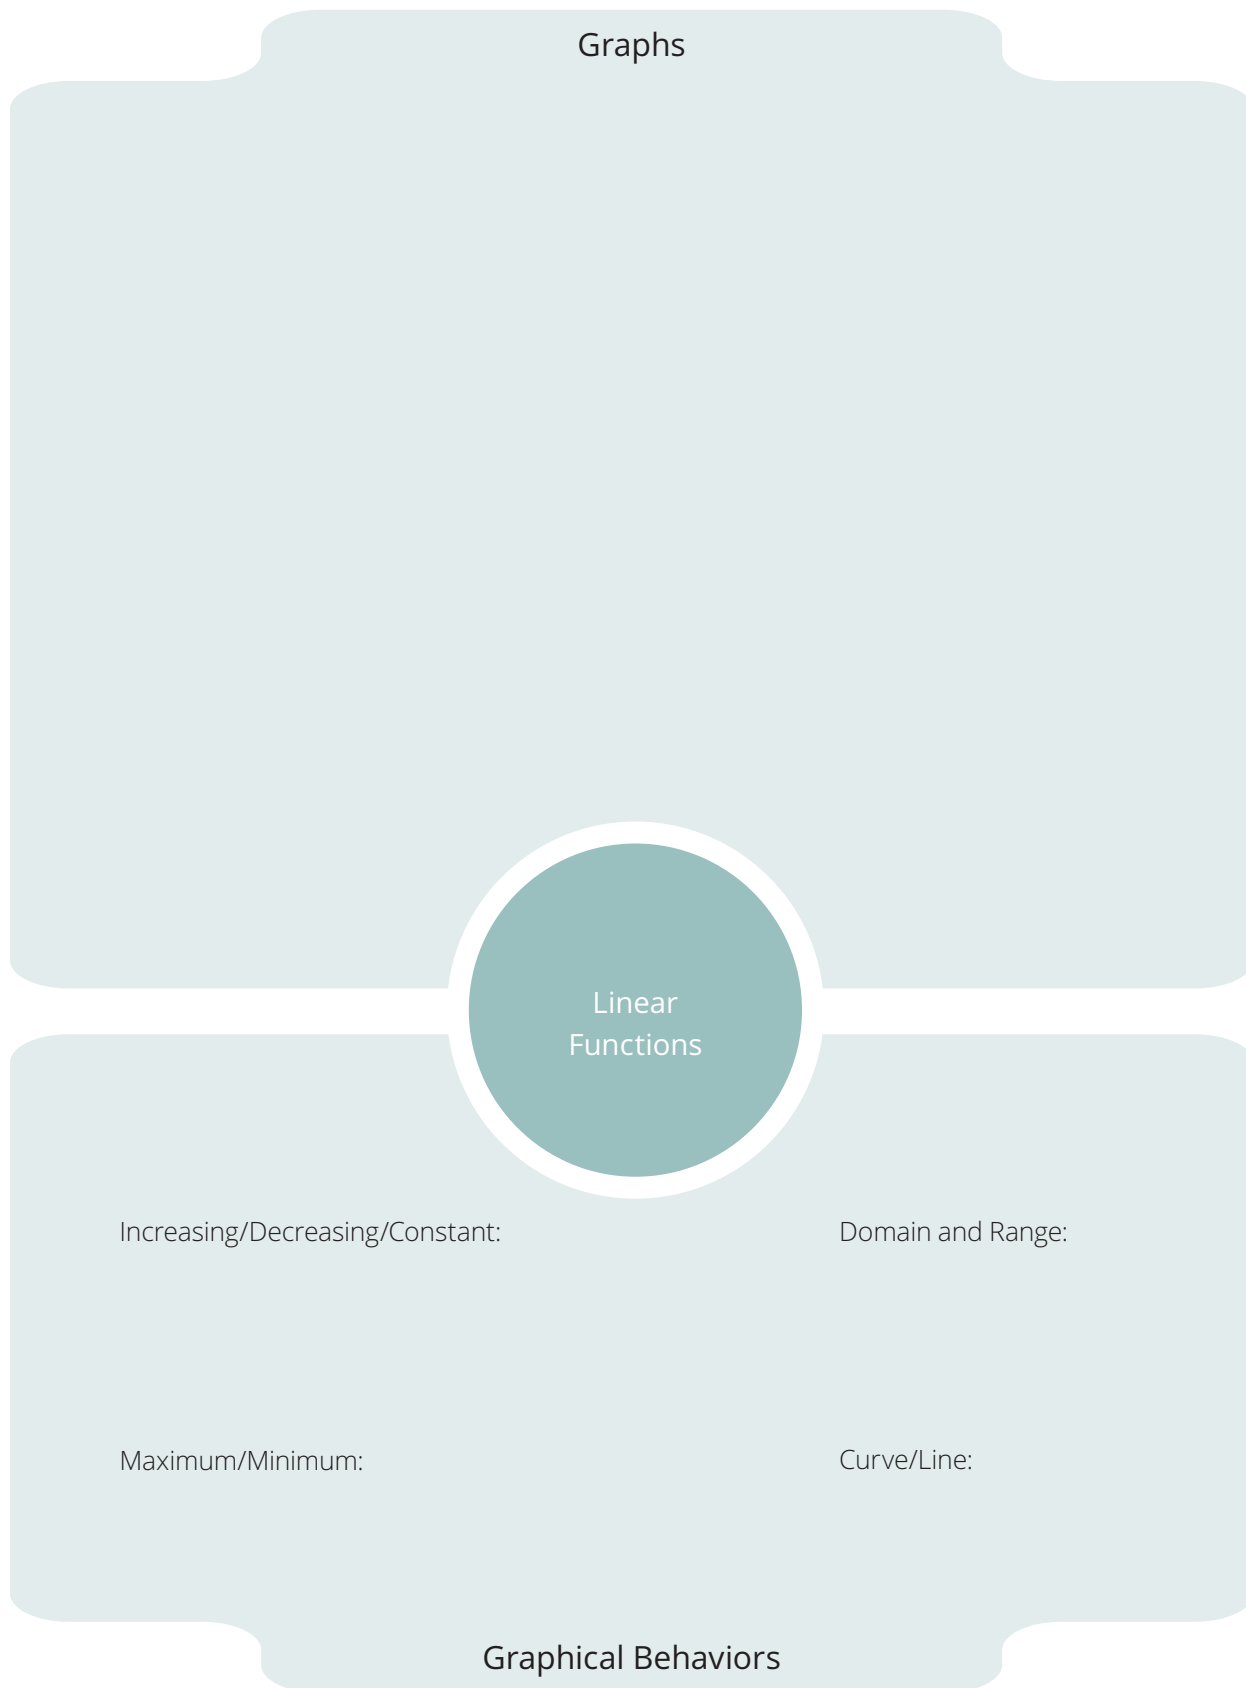 Graphs
Linear
Functions
Increasing/Decreasing/Constant:
Domain and Range:
Maximum/Minimum:
Curve/Line:
Graphical Behaviors